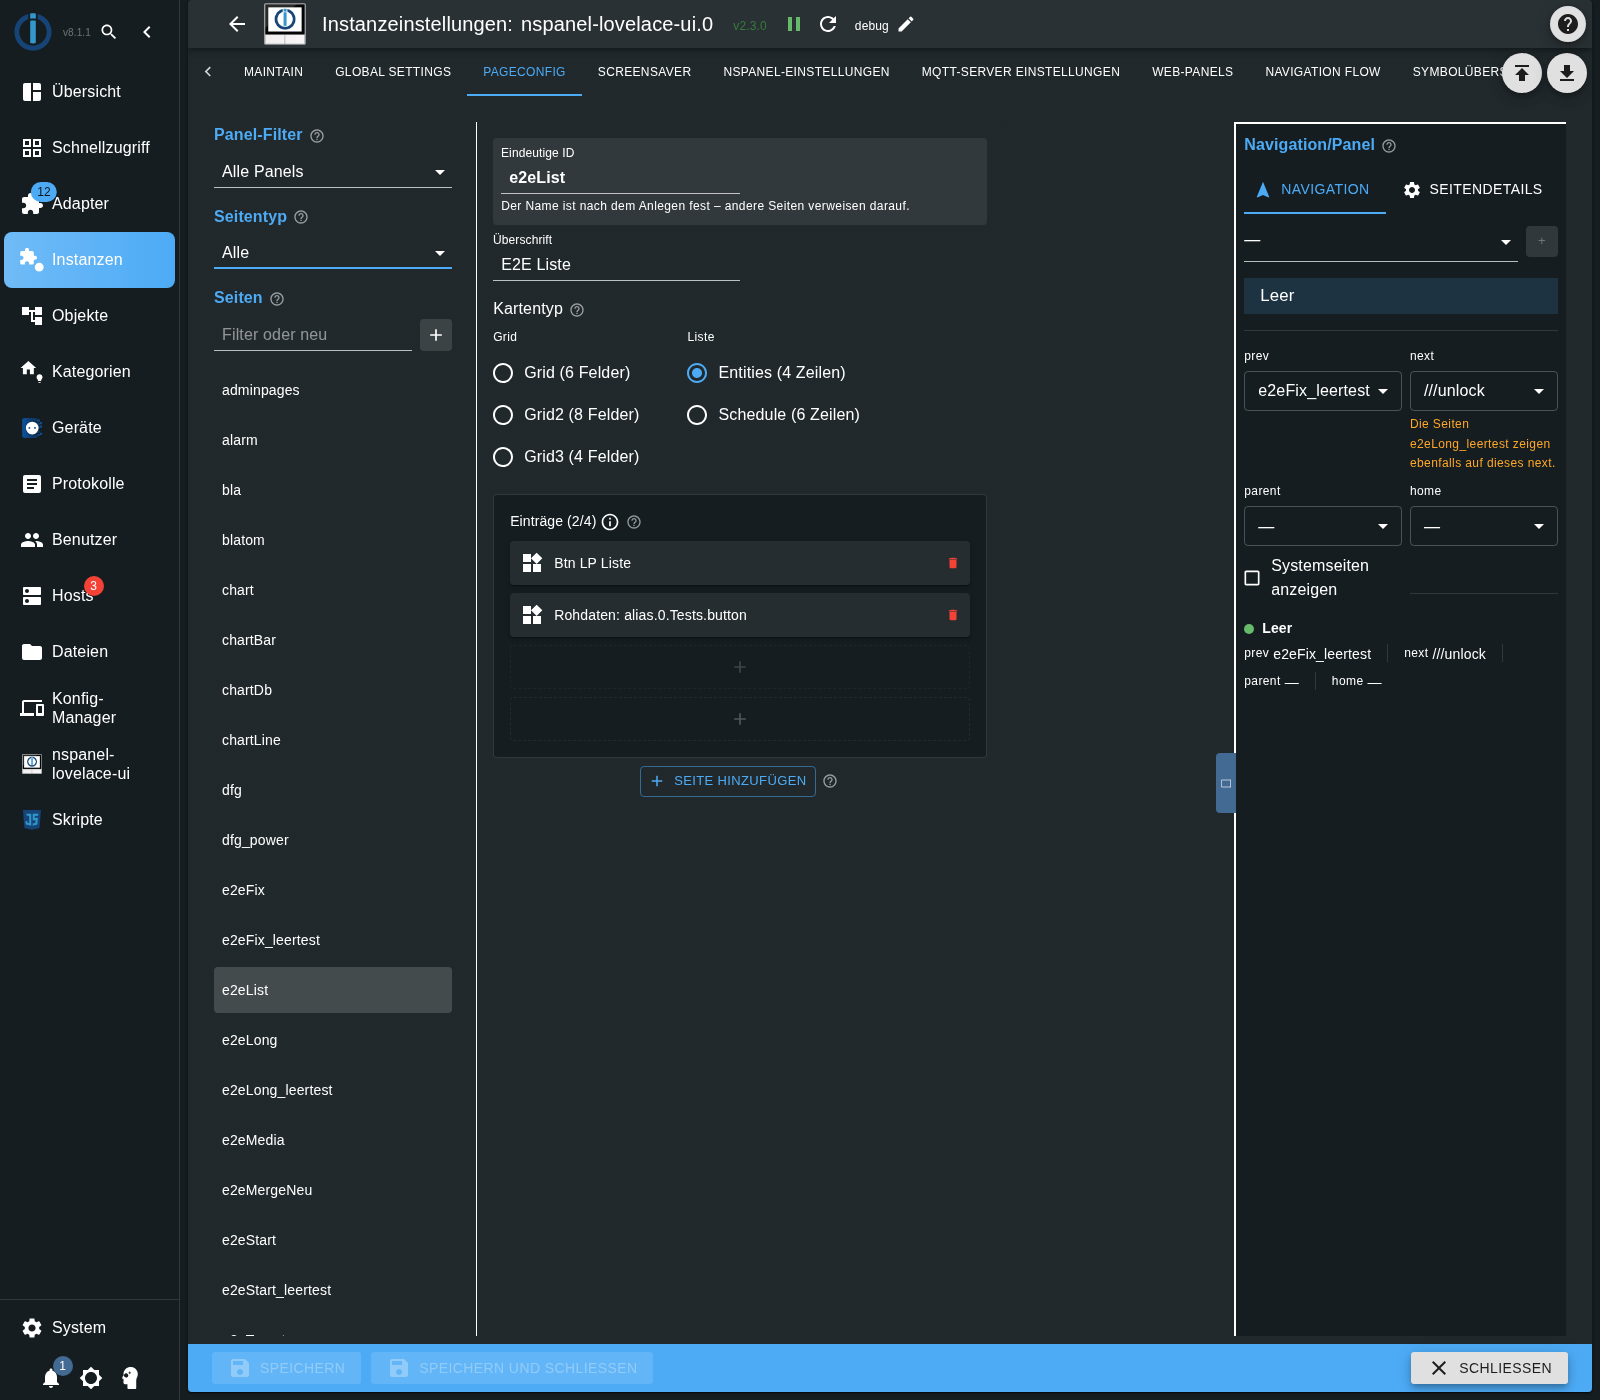 v8.1.1
Übersicht
Schnellzugriff
12
Adapter
Instanzen
Objekte
Kategorien
Geräte
Protokolle
Benutzer
3
Hosts
Dateien
Konfig-
Manager
nspanel-
lovelace-ui
Skripte
System
1
Instanzeinstellungen: nspanel-lovelace-ui.0
v2.3.0
debug
MAINTAIN
GLOBAL SETTINGS
PAGECONFIG
SCREENSAVER
NSPANEL-EINSTELLUNGEN
MQTT-SERVER EINSTELLUNGEN
WEB-PANELS
NAVIGATION FLOW
SYMBOLÜBERS
Panel-Filter
Alle Panels
Seitentyp
Alle
Seiten
Filter oder neu
adminpages
alarm
bla
blatom
chart
chartBar
chartDb
chartLine
dfg
dfg_power
e2eFix
e2eFix_leertest
e2eList
e2eLong
e2eLong_leertest
e2eMedia
e2eMergeNeu
e2eStart
e2eStart_leertest
Eindeutige ID
e2eList
Der Name ist nach dem Anlegen fest – andere Seiten verweisen darauf.
Überschrift
E2E Liste
Kartentyp
Grid
Liste
Grid (6 Felder)
Entities (4 Zeilen)
Grid2 (8 Felder)
Schedule (6 Zeilen)
Grid3 (4 Felder)
Einträge (2/4)
Btn LP Liste
Rohdaten: alias.0.Tests.button
+
+
+ SEITE HINZUFÜGEN
Navigation/Panel
NAVIGATION
SEITENDETAILS
—
+
Leer
prev
next
e2eFix_leertest
///unlock
Die Seiten
e2eLong_leertest zeigen
ebenfalls auf dieses next.
parent
home
—
—
Systemseiten
anzeigen
Leer
prev e2eFix_leertest
next ///unlock
parent —
home —
SPEICHERN
SPEICHERN UND SCHLIESSEN
SCHLIESSEN